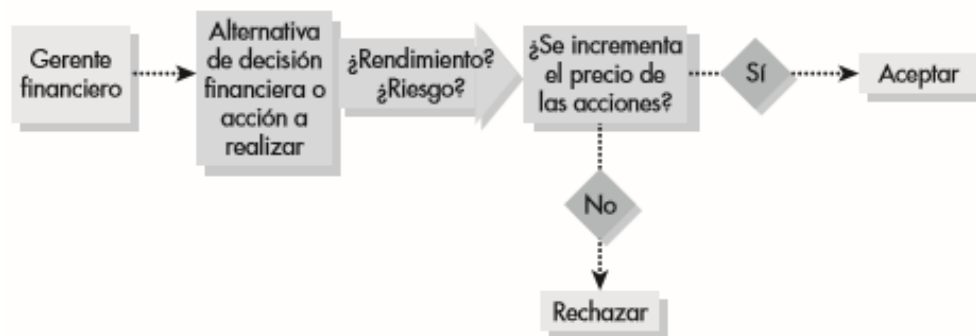 Gerente
financiero
Alternativa
de decisión
financiera o
acción a
realizar
¿Rendimiento?
¿Riesgo?
¿Se incrementa
el precio de
las acciones?
Sí
Aceptar
No
Rechazar